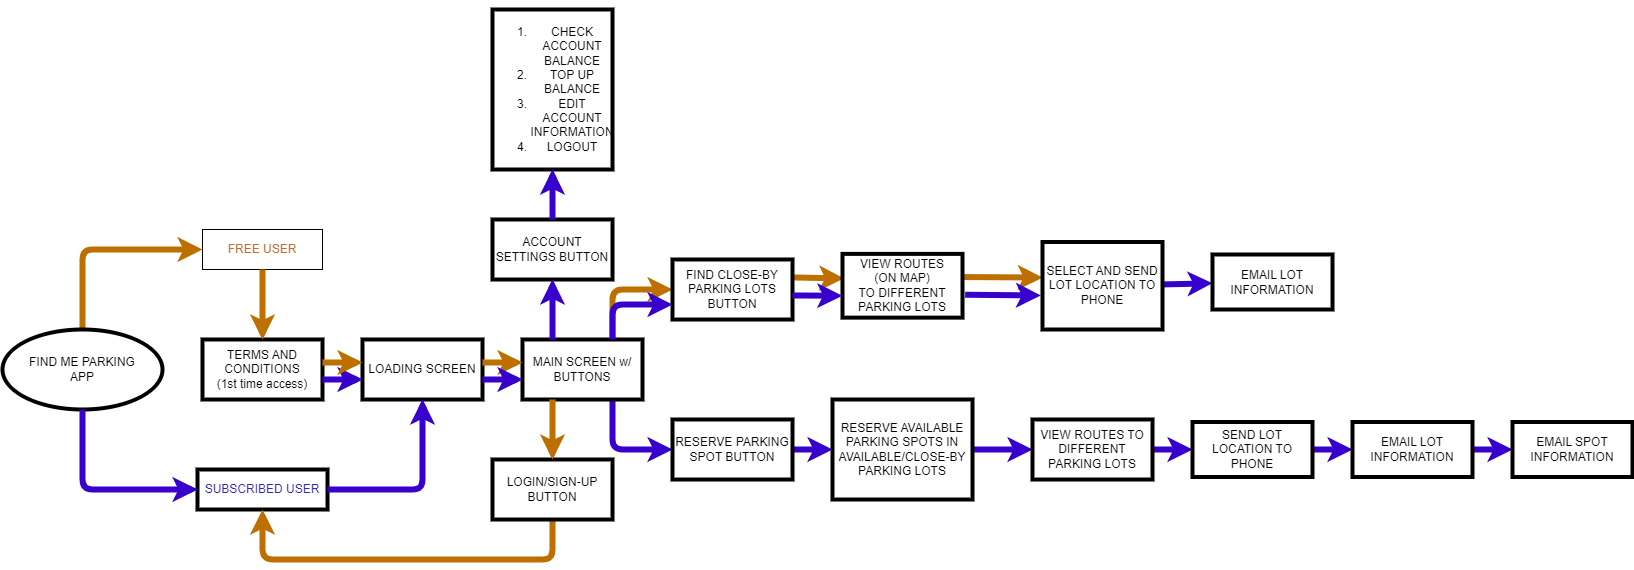 1. CHECK
ACCOUNT
BALANCE
2. TOP UP
BALANCE
3. EDIT
ACCOUNT
INFORMATION
4. LOGOUT
ACCOUNT
SETTINGS BUTTON
FREE USER
FIND ME PARKING
APP
TERMS AND
CONDITIONS
(1st time access)
LOADING SCREEN
MAIN SCREEN w/
BUTTONS
SUBSCRIBED USER
LOGIN/SIGN-UP
BUTTON
FIND CLOSE-BY
PARKING LOTS
BUTTON
VIEW ROUTES
(ON MAP)
TO DIFFERENT
PARKING LOTS
SELECT AND SEND
LOT LOCATION TO
PHONE
EMAIL LOT
INFORMATION
RESERVE PARKING
SPOT BUTTON
RESERVE AVAILABLE
PARKING SPOTS IN
AVAILABLE/CLOSE-BY
PARKING LOTS
VIEW ROUTES TO
DIFFERENT
PARKING LOTS
SEND LOT
LOCATION TO
PHONE
EMAIL LOT
INFORMATION
EMAIL SPOT
INFORMATION